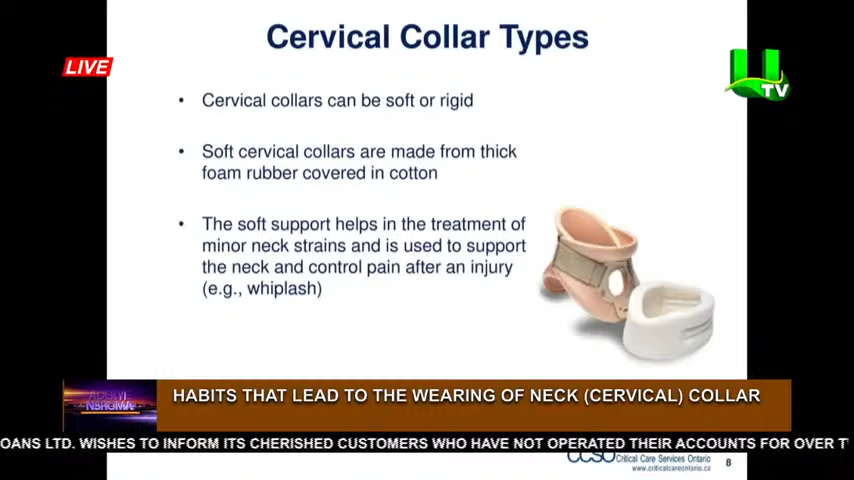 Cervical Collar Types
LIVE
U
TV
• Cervical collars can be soft or rigid
• Soft cervical collars are made from thick
foam rubber covered in cotton
• The soft support helps in the treatment of
minor neck strains and is used to support
the neck and control pain after an injury
(e.g., whiplash)
ADEKYE
NSROMA
HABITS THAT LEAD TO THE WEARING OF NECK (CERVICAL) COLLAR
OANS LTD. WISHES TO INFORM ITS CHERISHED CUSTOMERS WHO HAVE NOT OPERATED THEIR ACCOUNTS FOR OVER T
CCSO Critical Care Services Ontario
www.criticalcareontario.ca
8